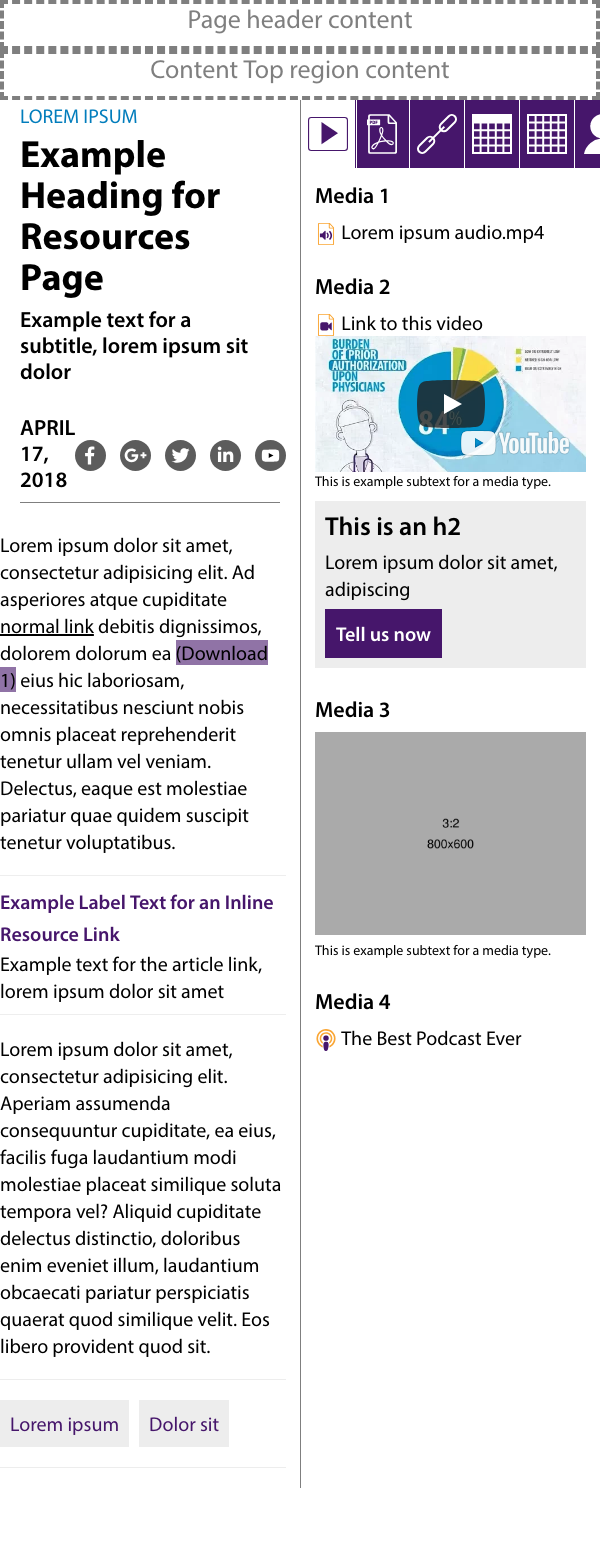 Page header content
Content Top region content
LOREM IPSUM
Example
Heading for
Resources
Page
Example text for a
subtitle, lorem ipsum sit
dolor
APRIL
17,
2018
Lorem ipsum dolor sit amet,
consectetur adipisicing elit. Ad
asperiores atque cupiditate
normal link debitis dignissimos,
dolorem dolorum ea (Download
1) eius hic laboriosam,
necessitatibus nesciunt nobis
omnis placeat reprehenderit
tenetur ullam vel veniam.
Delectus, eaque est molestiae
pariatur quae quidem suscipit
tenetur voluptatibus.
Example Label Text for an Inline
Resource Link
Example text for the article link,
lorem ipsum dolor sit amet
Lorem ipsum dolor sit amet,
consectetur adipisicing elit.
Aperiam assumenda
consequuntur cupiditate, ea eius,
facilis fuga laudantium modi
molestiae placeat similique soluta
tempora vel? Aliquid cupiditate
delectus distinctio, doloribus
enim eveniet illum, laudantium
obcaecati pariatur perspiciatis
quaerat quod similique velit. Eos
libero provident quod sit.
Lorem ipsum
Dolor sit
PDF
Media 1
Lorem ipsum audio.mp4
Media 2
Link to this video
BURDEN
OF PRIOR
AUTHORIZATION
UPON
PHYSICIANS
84%
YouTube
This is example subtext for a media type.
This is an h2
Lorem ipsum dolor sit amet,
adipiscing
Tell us now
Media 3
3:2
800x600
This is example subtext for a media type.
Media 4
The Best Podcast Ever